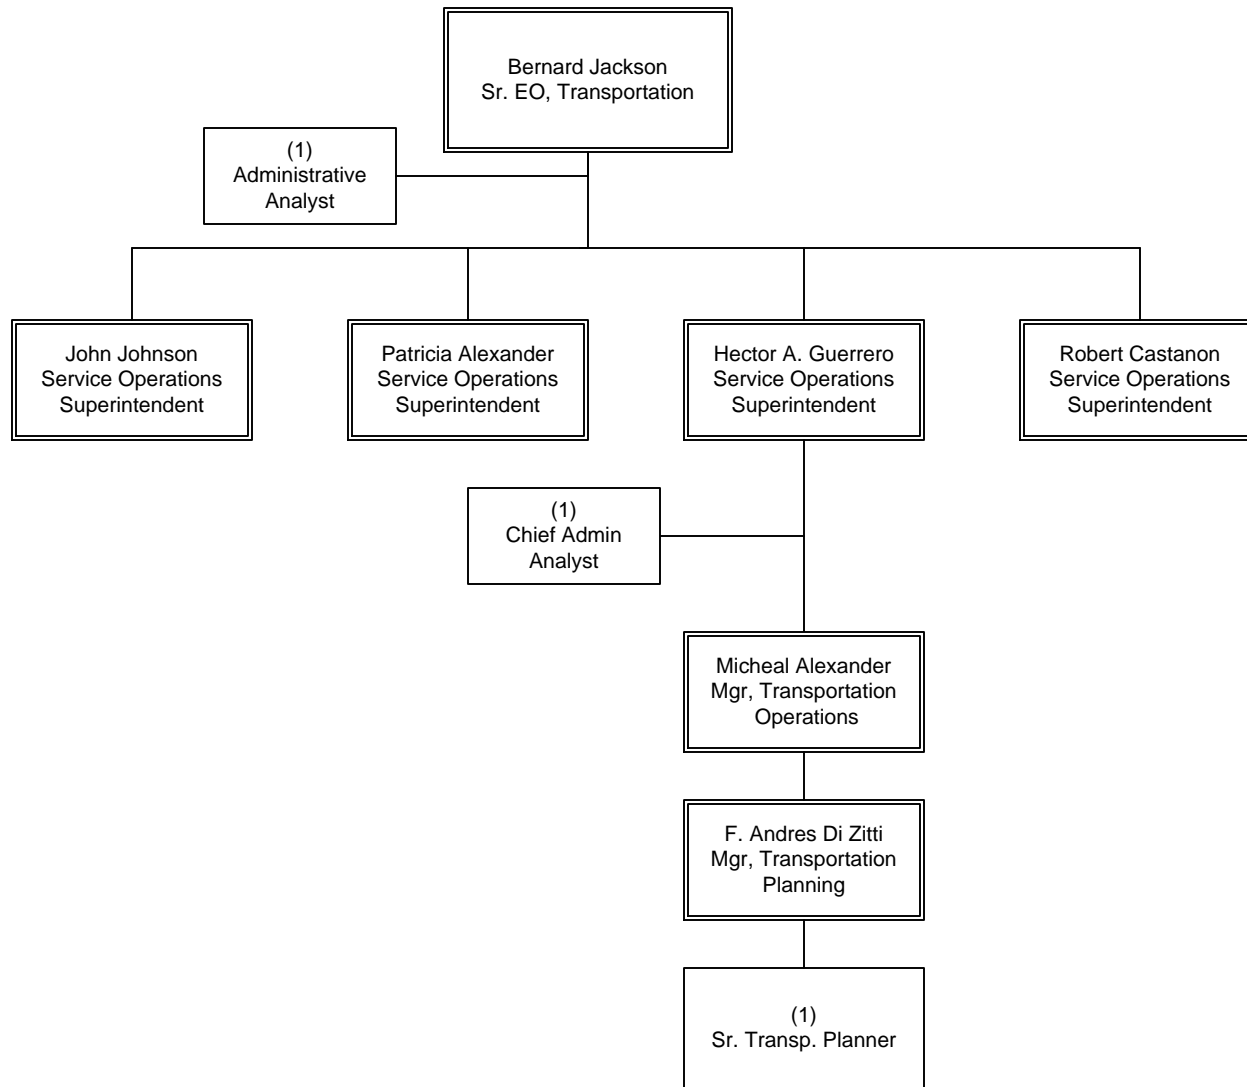 Bernard Jackson
Sr. EO, Transportation
(1)
Administrative
Analyst
John Johnson
Service Operations
Superintendent
Patricia Alexander
Service Operations
Superintendent
Hector A. Guerrero
Service Operations
Superintendent
Robert Castanon
Service Operations
Superintendent
(1)
Chief Admin
Analyst
Micheal Alexander
Mgr, Transportation
Operations
F. Andres Di Zitti
Mgr, Transportation
Planning
(1)
Sr. Transp. Planner